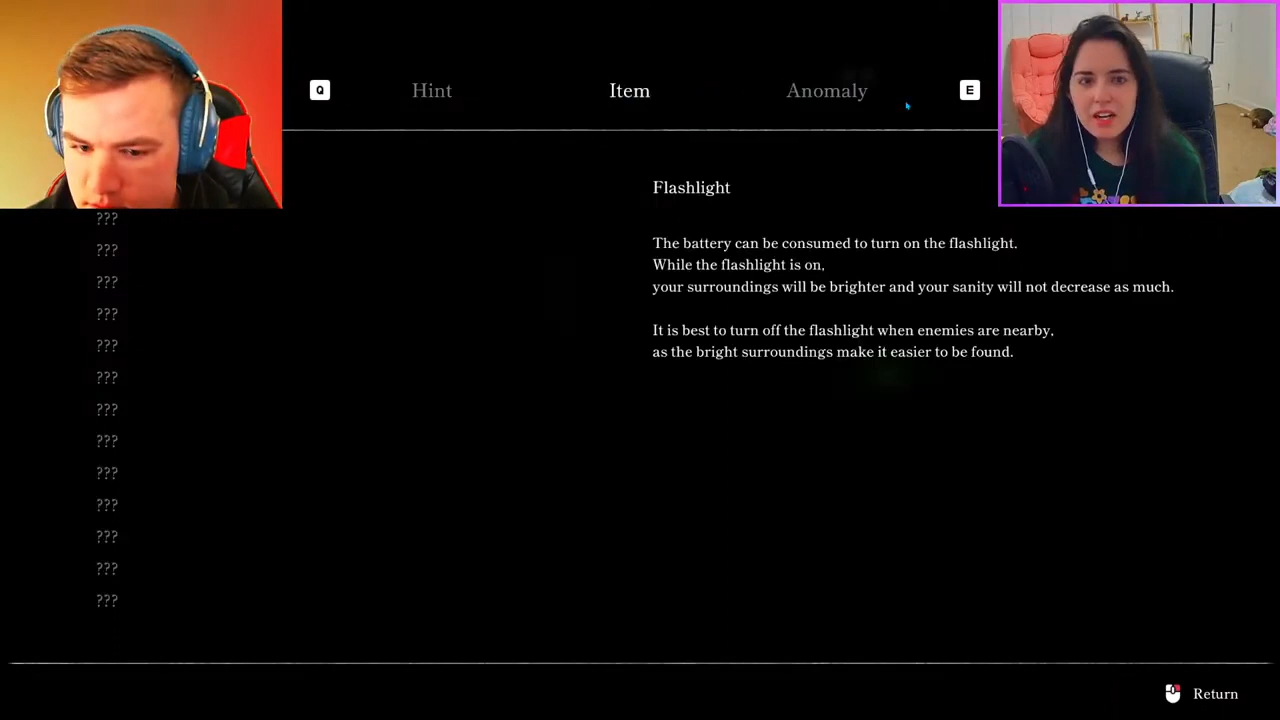 Q Hint Item Anomaly E
Flashlight
???
The battery can be consumed to turn on the flashlight.
???
While the flashlight is on,
???
your surroundings will be brighter and your sanity will not decrease as much.
???
It is best to turn off the flashlight when enemies are nearby,
???
as the bright surroundings make it easier to be found.
???
???
???
???
???
???
???
???
Return